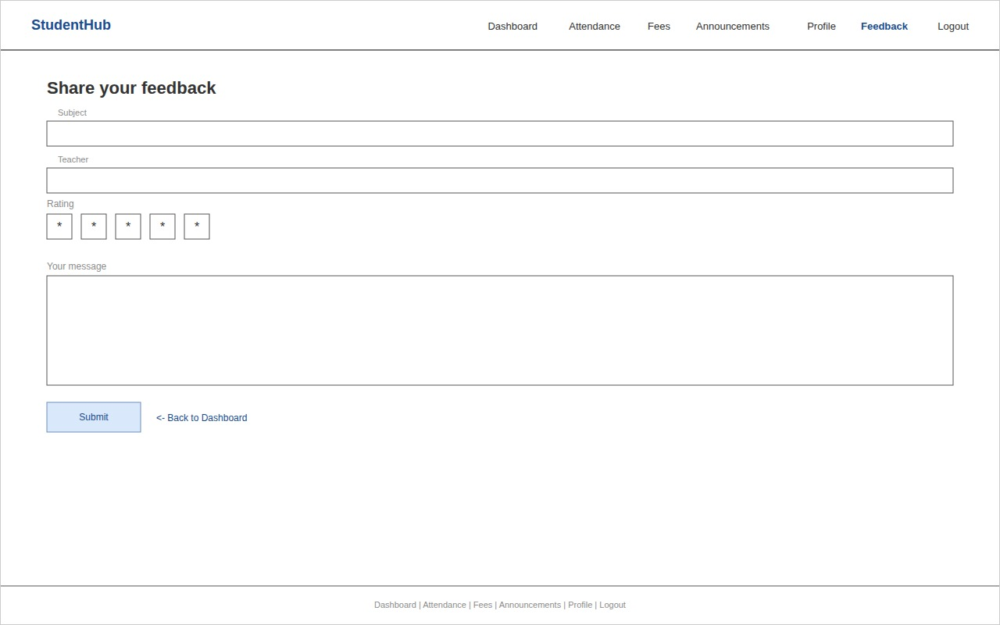 StudentHub Dashboard Attendance Fees Announcements Profile Feedback Logout
Share your feedback
Subject
Teacher
Rating
* * * * *
Your message
Submit <- Back to Dashboard
Dashboard | Attendance | Fees | Announcements | Profile | Logout